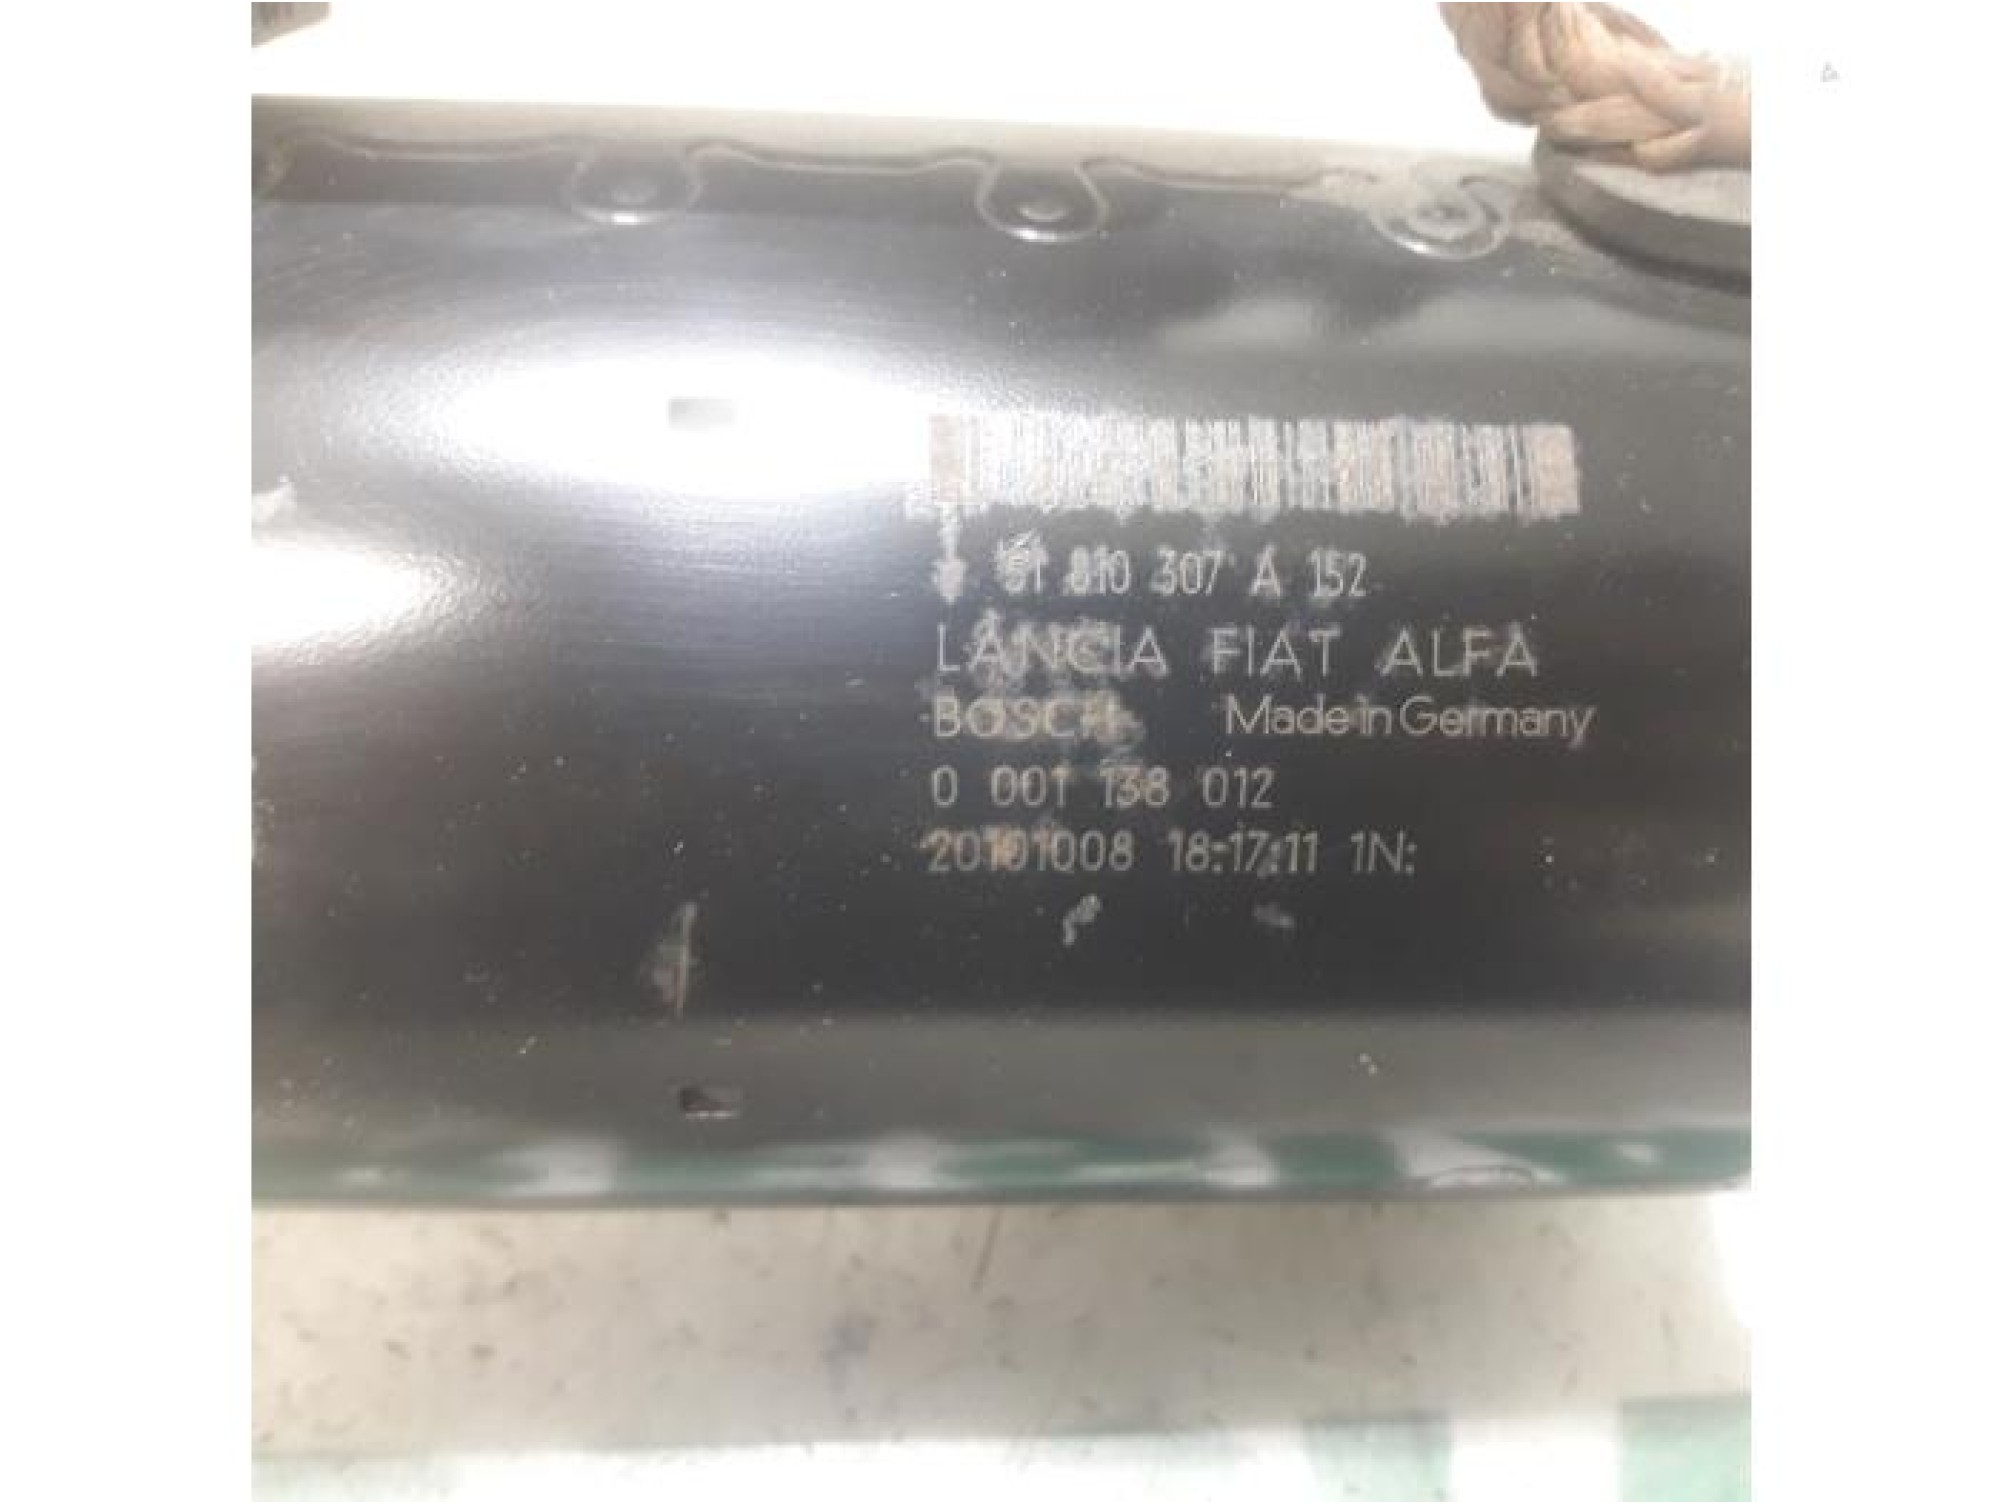 51 810 307 A 152
LANCIA FIAT ALFA
BOSCH Made in Germany
0 001 138 012
20101008 18:17:11 1N: